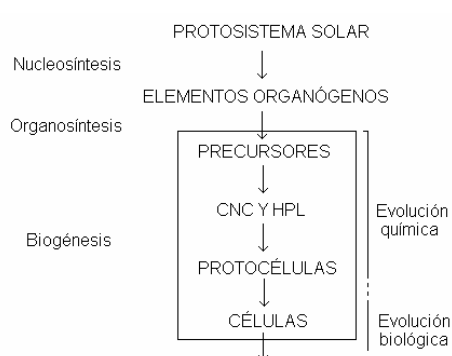 PROTOSISTEMA SOLAR
Nucleosíntesis
ELEMENTOS ORGANÓGENOS
Organosíntesis
PRECURSORES
CNC Y HPL
Evolución
química
Biogénesis
PROTOCÉLULAS
CÉLULAS
Evolución
biológica